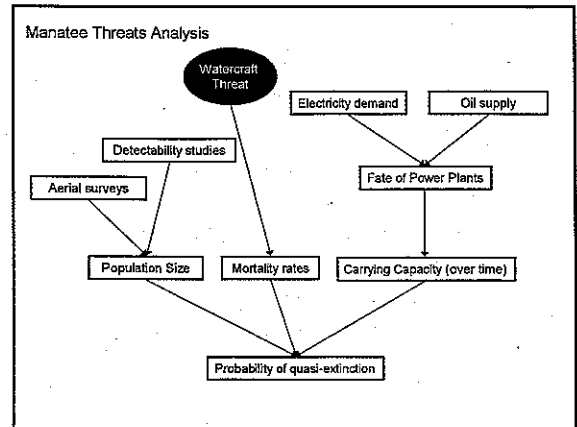 Manatee Threats Analysis
Watercraft
Threat
Electricity demand
Oil supply
Detectability studies
Aerial surveys
Fate of Power Plants
Population Size
Mortality rates
Carrying Capacity (over time)
Probability of quasi-extinction